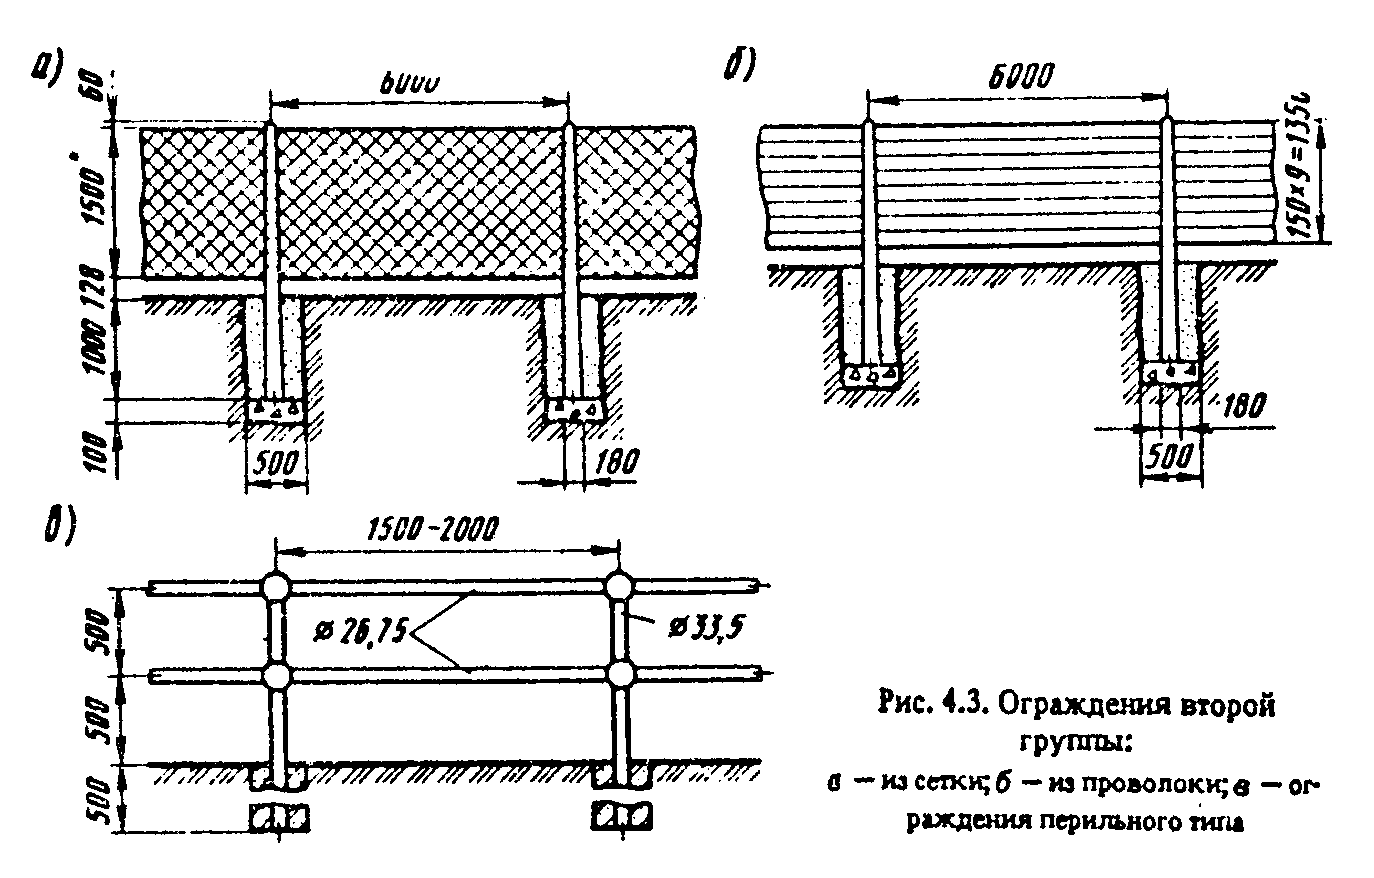 а)
6000
60
1500*
128
1000
100
500
180
б)
6000
150×9=1350
180
500
в)
1500-2000
500
500
500
Ø 26,75
Ø 33,5
Рис. 4.3. Ограждения второй
группы:
а — из сетки; б — из проволоки; в — ог-
раждения перильного типа